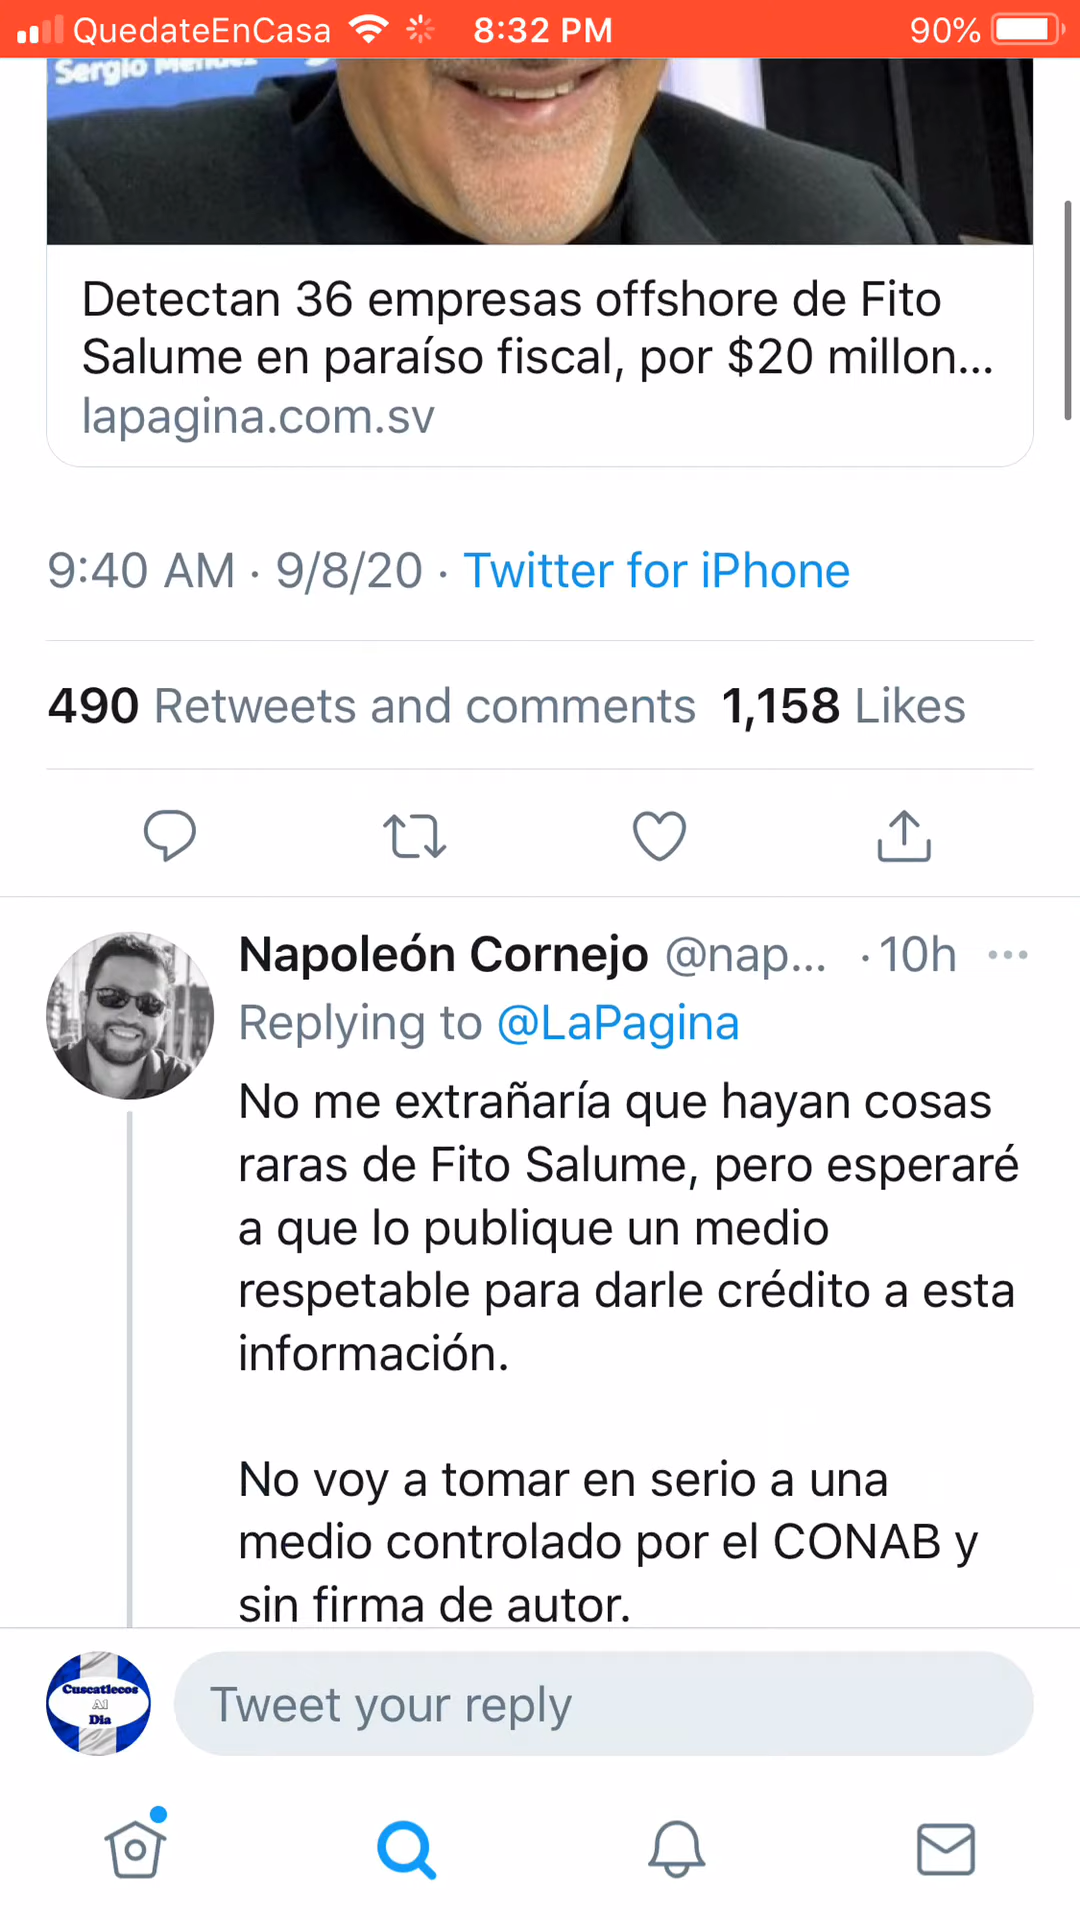 QuedateEnCasa 8:32 PM 90%
Sergio Méndez
Detectan 36 empresas offshore de Fito
Salume en paraíso fiscal, por $20 millon...
lapagina.com.sv
9:40 AM · 9/8/20 · Twitter for iPhone
490 Retweets and comments 1,158 Likes
Napoleón Cornejo @nap... · 10h
Replying to @LaPagina
No me extrañaría que hayan cosas
raras de Fito Salume, pero esperaré
a que lo publique un medio
respetable para darle crédito a esta
información.
No voy a tomar en serio a una
medio controlado por el CONAB y
sin firma de autor.
Cuscatlecos
Al
Dia
Tweet your reply